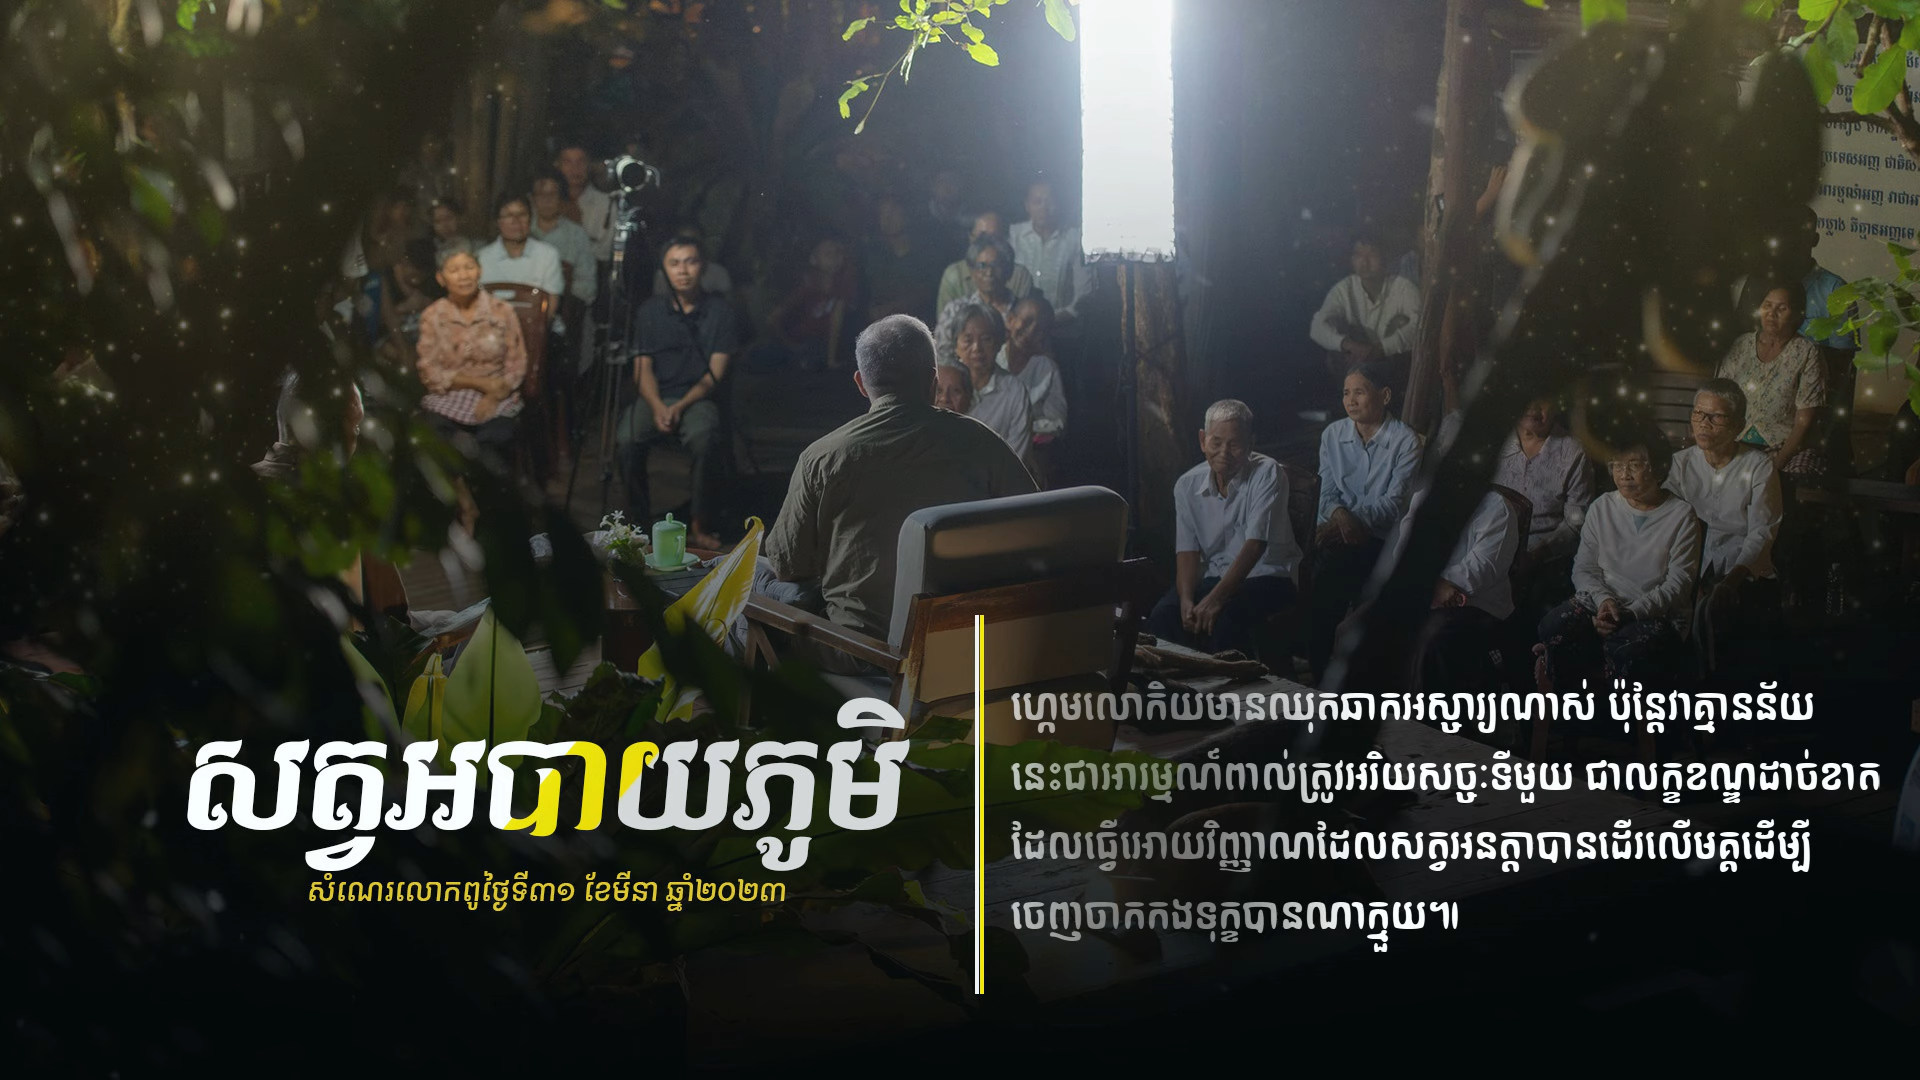 សត្វអបាយភូមិ
សំណេរលោកពូថ្ងៃទី៣១ ខែមីនា ឆ្នាំ២០២៣
ហ្គេមលោកិយមានឈុតឆាកអស្ចារ្យណាស់ ប៉ុន្តែវាគ្មានន័យ
នេះជាអារម្មណ៍ពាល់ត្រូវអរិយសច្ចៈទីមួយ ជាលក្ខខណ្ឌដាច់ខាត
ដែលធ្វើអោយវិញ្ញាណដែលសត្វអនត្តាបានដើរលើមគ្គដើម្បី
ចេញចាកកងទុក្ខបានណាក្មួយ៕